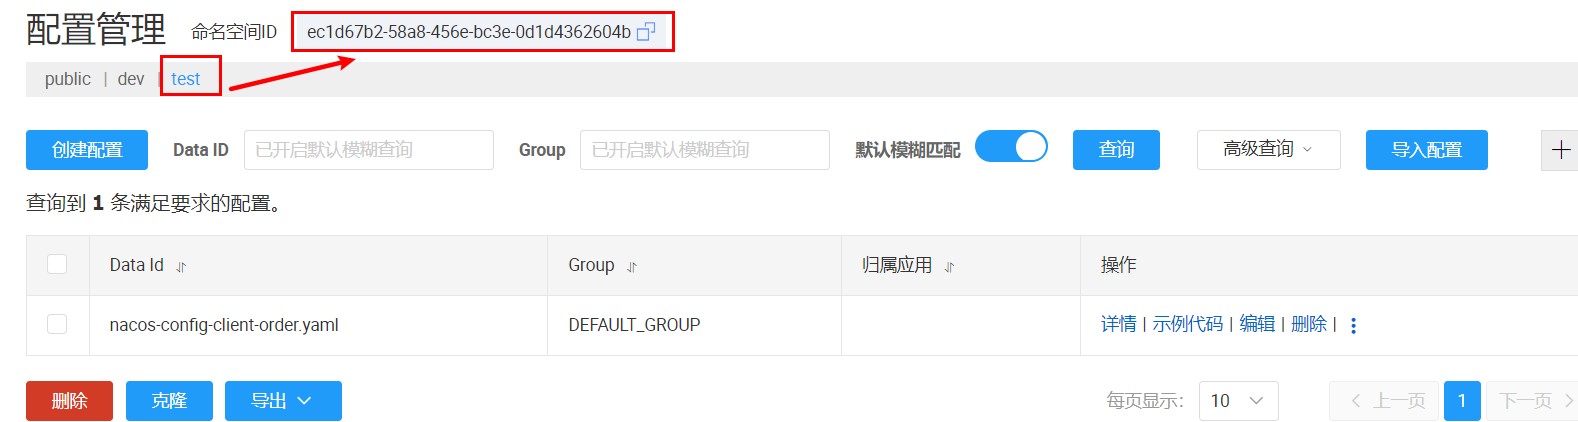 配置管理 命名空间ID ec1d67b2-58a8-456e-bc3e-0d1d4362604b
public | dev | test
创建配置 Data ID 已开启默认模糊查询 Group 已开启默认模糊查询 默认模糊匹配 查询 高级查询 导入配置
查询到 1 条满足要求的配置。
Data Id Group 归属应用 操作
nacos-config-client-order.yaml DEFAULT_GROUP 详情 | 示例代码 | 编辑 | 删除 |
删除 克隆 导出 每页显示: 10 上一页 1 下一页